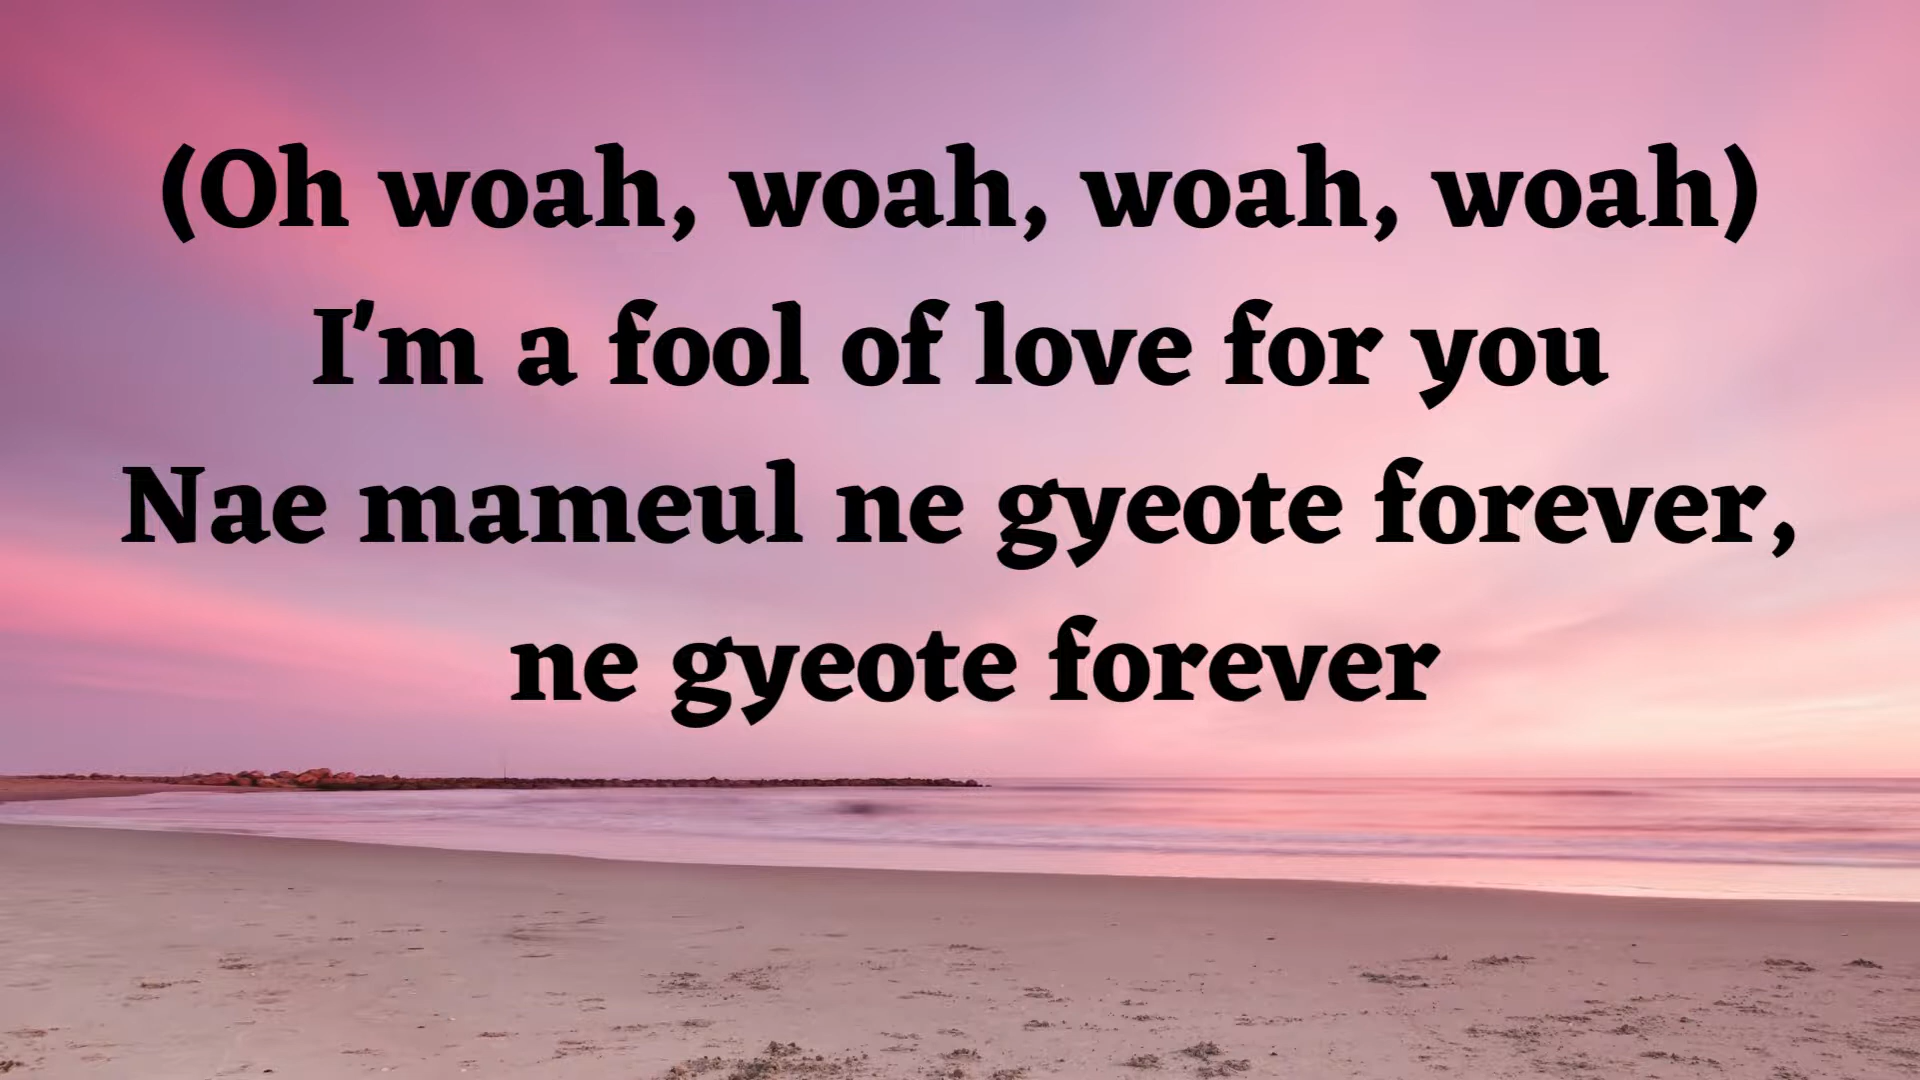 (Oh woah, woah, woah, woah)
I'm a fool of love for you
Nae mameul ne gyeote forever,
ne gyeote forever